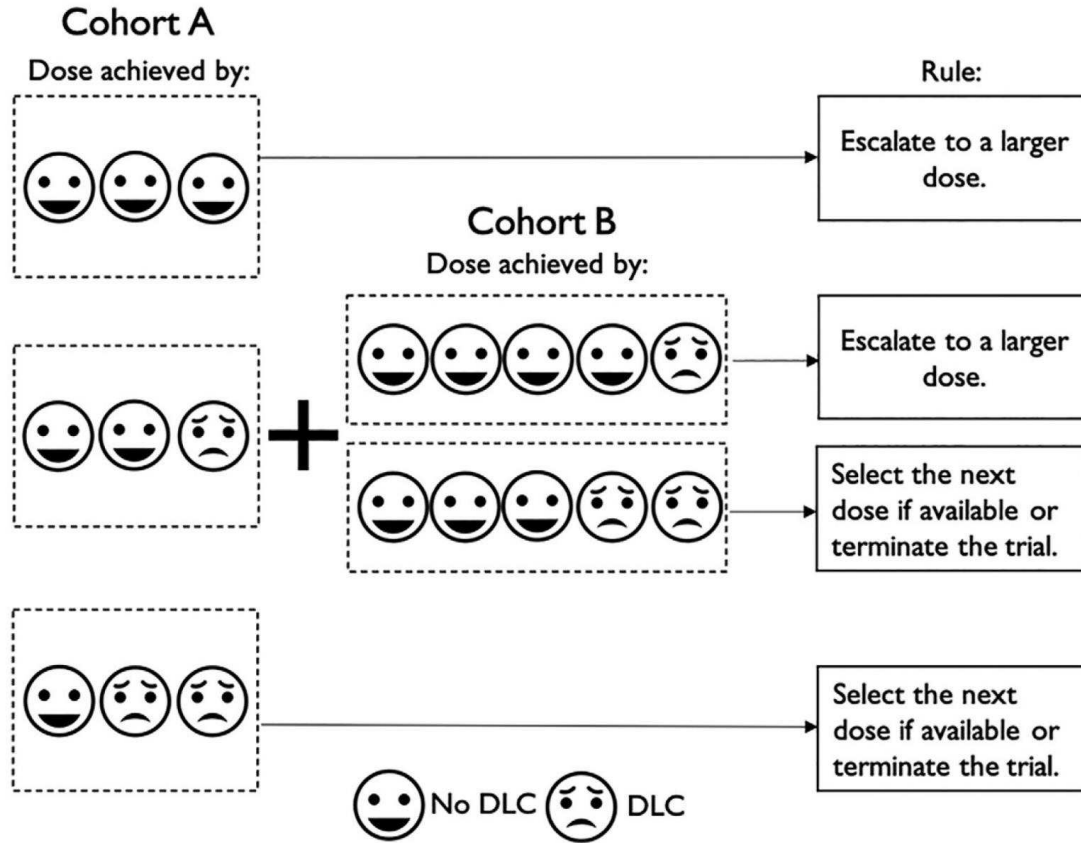 Cohort A
Dose achieved by:
Rule:
Escalate to a larger
dose.
Cohort B
Dose achieved by:
Escalate to a larger
dose.
Select the next
dose if available or
terminate the trial.
Select the next
dose if available or
terminate the trial.
No DLC
DLC